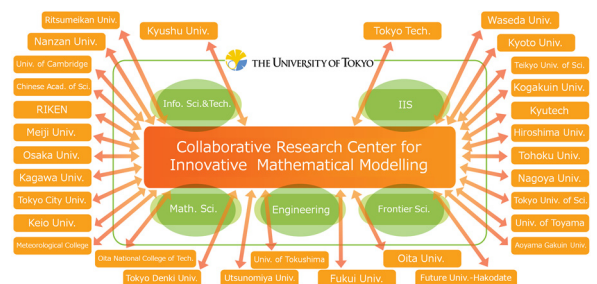 Ritsumeikan Univ.
Kyushu Univ.
Tokyo Tech.
Waseda Univ.
Nanzan Univ.
Kyoto Univ.
Univ. of Cambridge
THE UNIVERSITY OF TOKYO
Teikyo Univ. of Sci.
Chinese Acad. of Sci.
Info. Sci.&Tech.
IIS
Kogakuin Univ.
RIKEN
Kyutech
Meiji Univ.
Collaborative Research Center for
Innovative Mathematical Modelling
Hiroshima Univ.
Osaka Univ.
Tohoku Univ.
Kagawa Univ.
Nagoya Univ.
Tokyo City Univ.
Math. Sci.
Engineering
Frontier Sci.
Tokyo Univ. of Sci.
Keio Univ.
Univ. of Toyama
Meteorological College
Aoyama Gakuin Univ.
Oita National College of Tech.
Univ. of Tokushima
Oita Univ.
Tokyo Denki Univ.
Utsunomiya Univ.
Fukui Univ.
Future Univ.-Hakodate